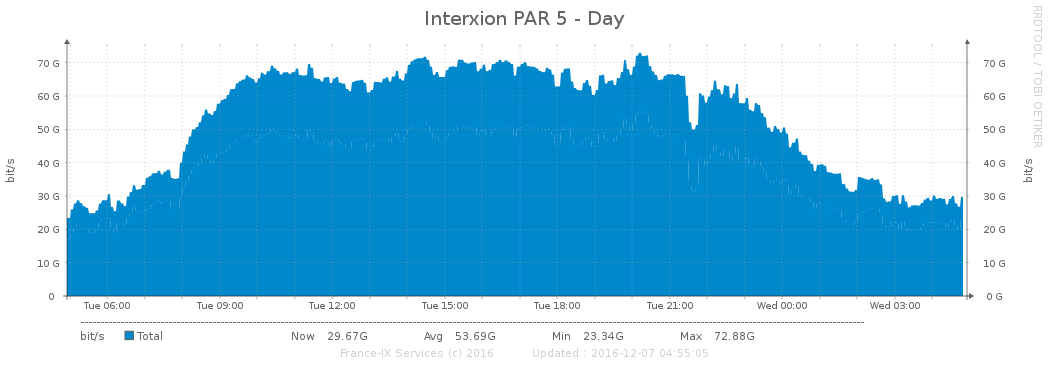 Interxion PAR 5 - Day
RRDTOOL / TOBI OETIKER
bit/s
bit/s
70 G 70 G
60 G 60 G
50 G 50 G
40 G 40 G
30 G 30 G
20 G 20 G
10 G 10 G
0 0 G
Tue 06:00 Tue 09:00 Tue 12:00 Tue 15:00 Tue 18:00 Tue 21:00 Wed 00:00 Wed 03:00
bit/s Total Now 29.67G Avg 53.69G Min 23.34G Max 72.88G
France-IX Services (c) 2016 Updated : 2016-12-07 04:55:05